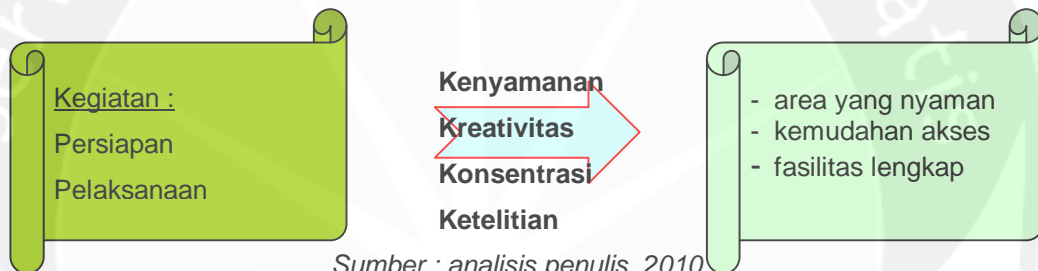 Kegiatan :
Persiapan
Pelaksanaan
Kenyamanan
Kreativitas
Konsentrasi
Ketelitian
- area yang nyaman
- kemudahan akses
- fasilitas lengkap
Sumber : analisis penulis, 2010